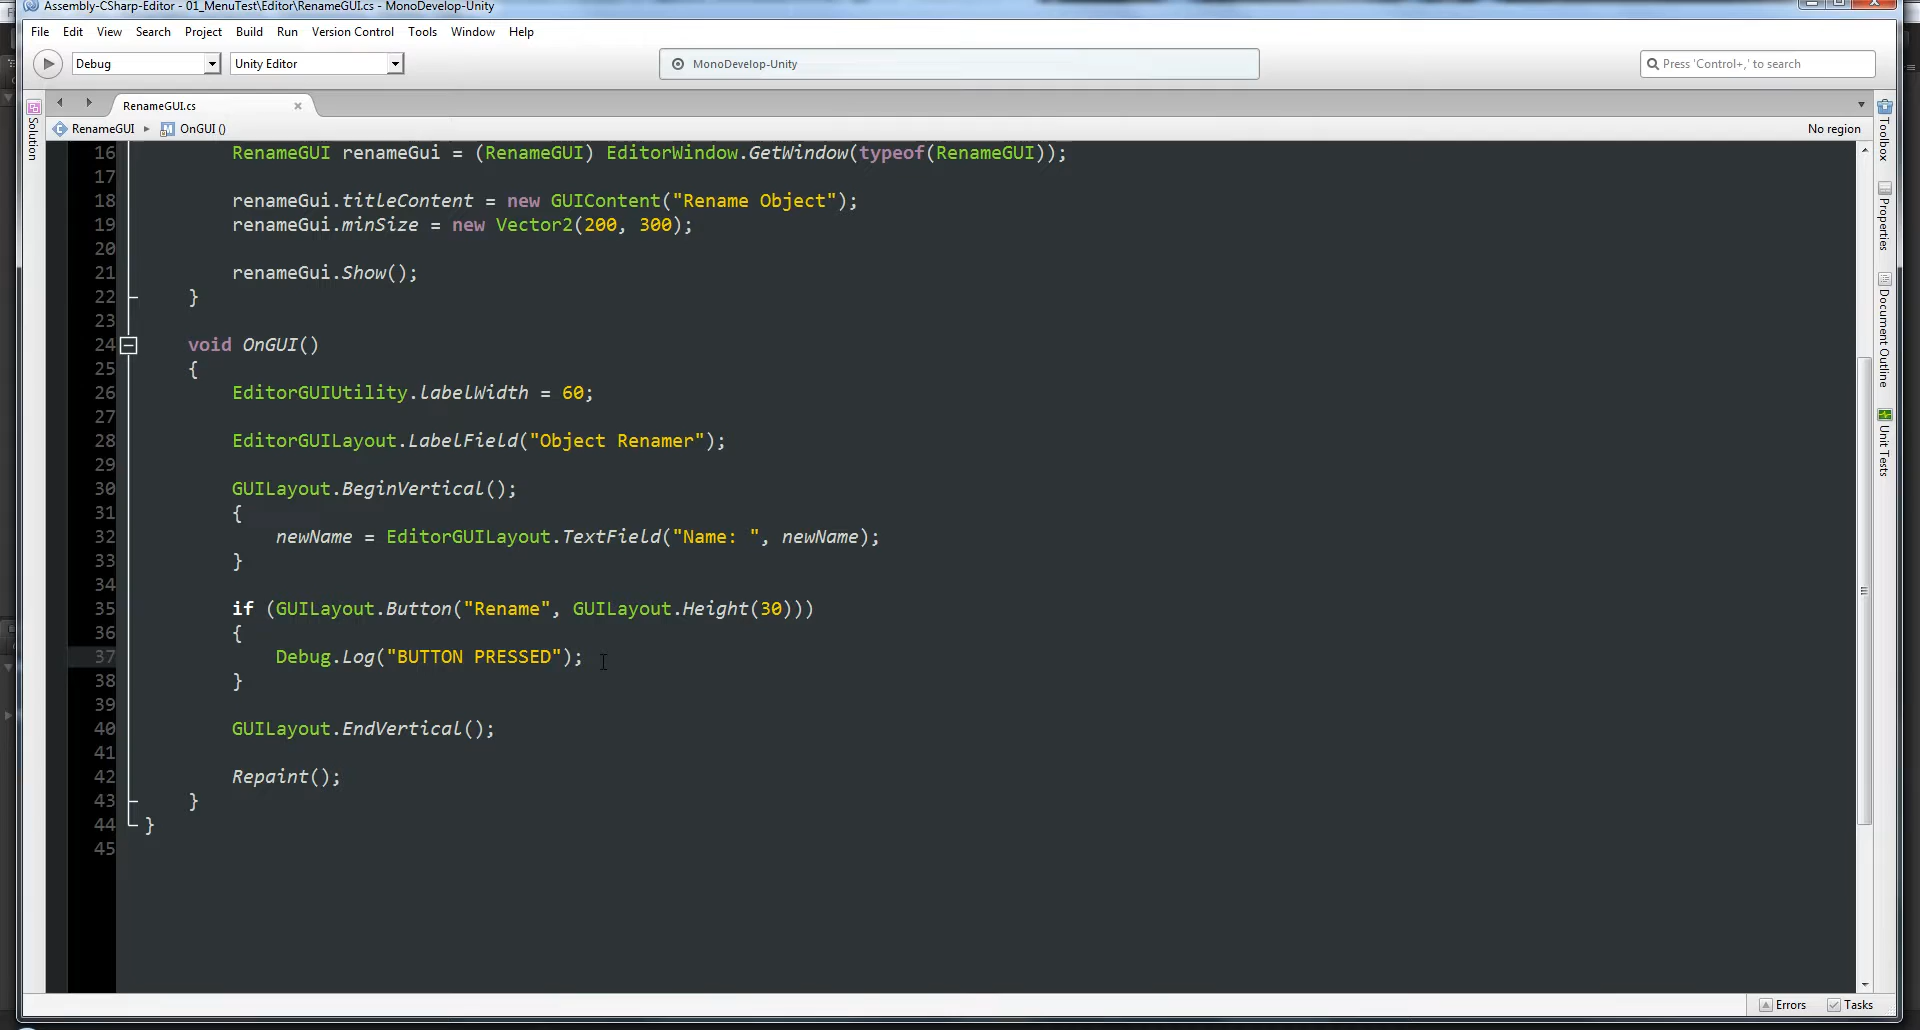 Assembly-CSharp-Editor - 01_MenuTest\Editor\RenameGUI.cs - MonoDevelop-Unity
File Edit View Search Project Build Run Version Control Tools Window Help
Debug Unity Editor MonoDevelop-Unity Press 'Control+,' to search
RenameGUI.cs
RenameGUI OnGUI () No region
Solution
Toolbox
Properties
Document Outline
Unit Tests
16 RenameGUI renameGui = (RenameGUI) EditorWindow.GetWindow(typeof(RenameGUI));
17
18 renameGui.titleContent = new GUIContent("Rename Object");
19 renameGui.minSize = new Vector2(200, 300);
20
21 renameGui.Show();
22 }
23
24 void OnGUI()
25 {
26 EditorGUIUtility.labelWidth = 60;
27
28 EditorGUILayout.LabelField("Object Renamer");
29
30 GUILayout.BeginVertical();
31 {
32 newName = EditorGUILayout.TextField("Name: ", newName);
33 }
34
35 if (GUILayout.Button("Rename", GUILayout.Height(30)))
36 {
37 Debug.Log("BUTTON PRESSED");
38 }
39
40 GUILayout.EndVertical();
41
42 Repaint();
43 }
44 }
45
Errors Tasks